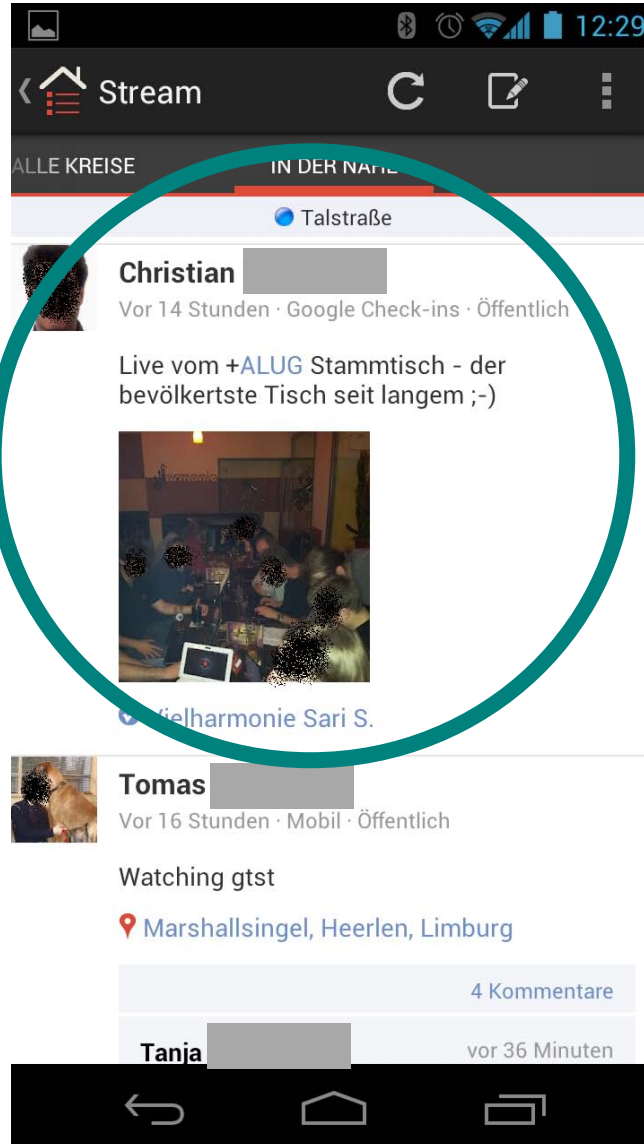 12:29
Stream
ALLE KREISE IN DER NÄHE
Talstraße
Christian
Vor 14 Stunden · Google Check-ins · Öffentlich
Live vom +ALUG Stammtisch - der
bevölkertste Tisch seit langem ;-)
Vielharmonie Sari S.
Tomas
Vor 16 Stunden · Mobil · Öffentlich
Watching gtst
Marshallsingel, Heerlen, Limburg
4 Kommentare
Tanja vor 36 Minuten